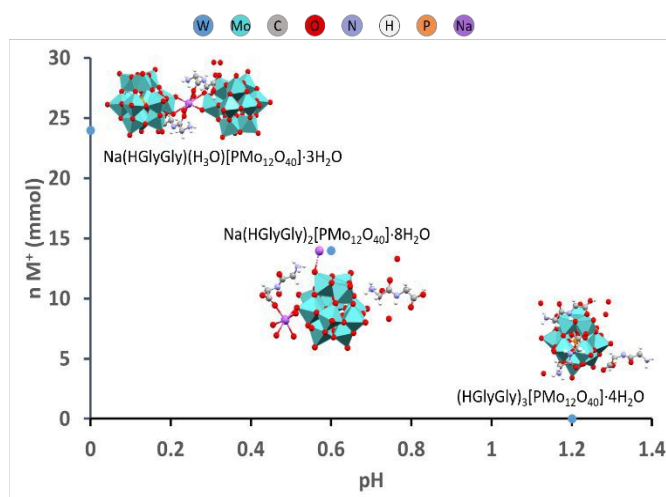 W Mo C O N H P Na
30
25
20
15
10
5
0
n M⁺ (mmol)
Na(HGlyGly)(H₃O)[PMo₁₂O₄₀]·3H₂O
Na(HGlyGly)₂[PMo₁₂O₄₀]·8H₂O
(HGlyGly)₃[PMo₁₂O₄₀]·4H₂O
0 0.2 0.4 0.6 0.8 1 1.2 1.4
pH